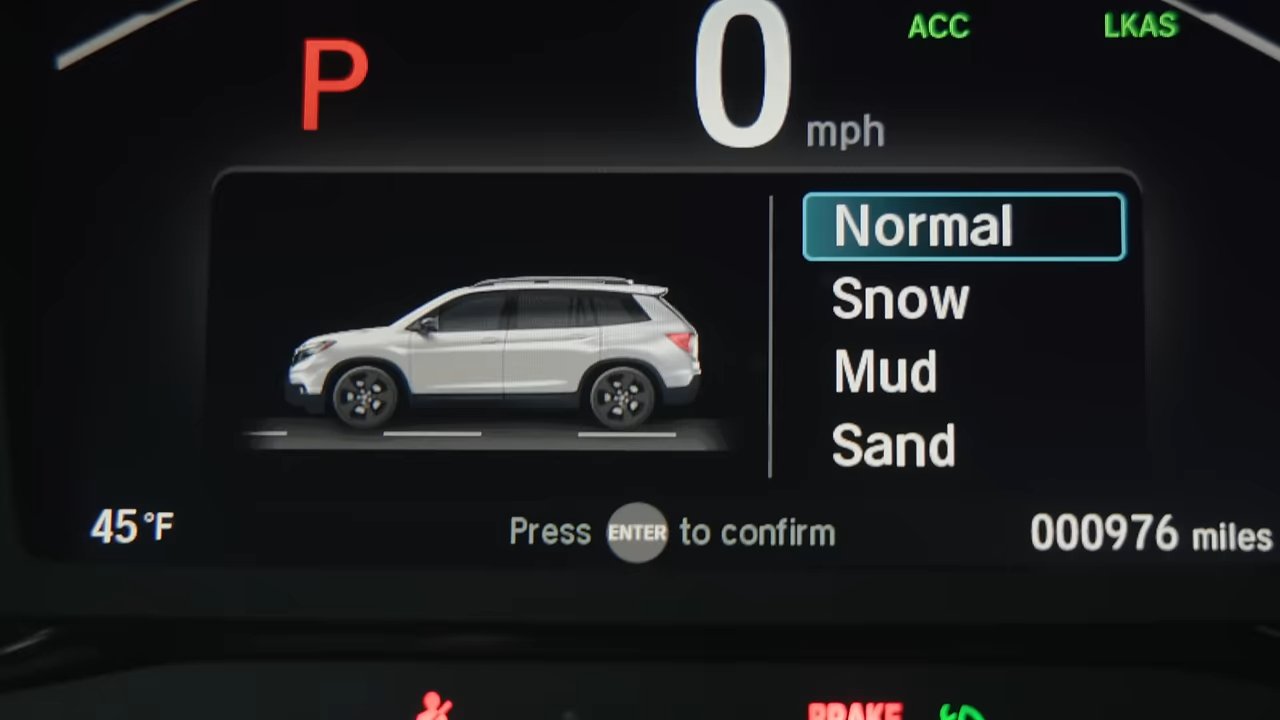 P
0 mph
ACC
LKAS
Normal
Snow
Mud
Sand
45°F
Press ENTER to confirm
000976 miles
BRAKE